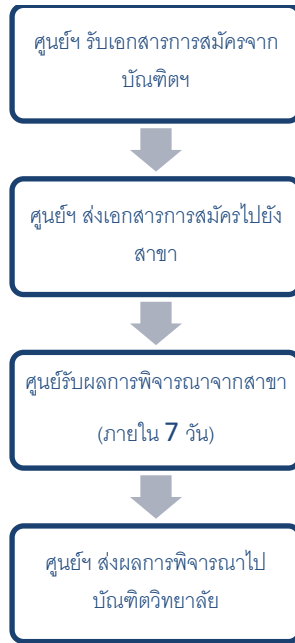 ศูนย์ฯ รับเอกสารการสมัครจาก
บัณฑิตฯ
ศูนย์ฯ ส่งเอกสารการสมัครไปยัง
สาขา
ศูนย์รับผลการพิจารณาจากสาขา
(ภายใน 7 วัน)
ศูนย์ฯ ส่งผลการพิจารณาไป
บัณฑิตวิทยาลัย